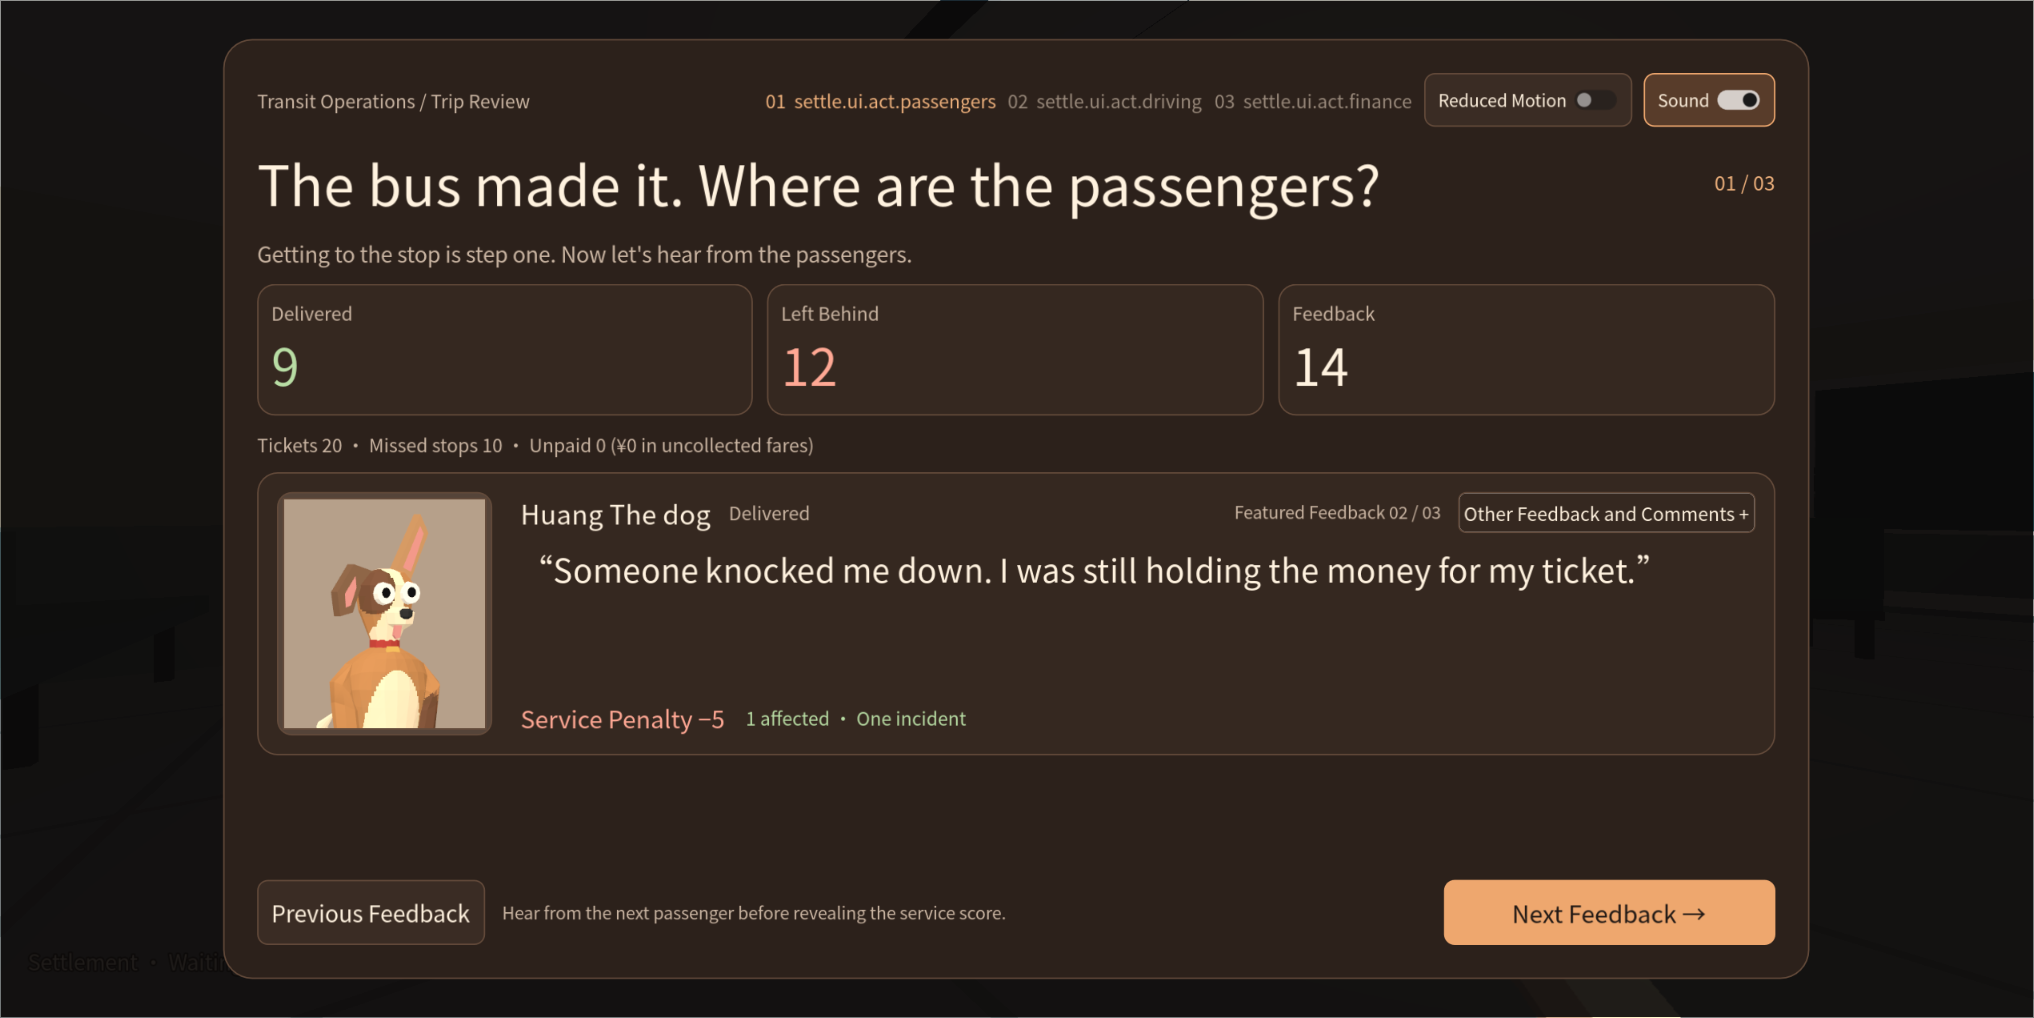 Transit Operations / Trip Review
01 settle.ui.act.passengers 02 settle.ui.act.driving 03 settle.ui.act.finance
Reduced Motion
Sound
The bus made it. Where are the passengers?
01 / 03
Getting to the stop is step one. Now let's hear from the passengers.
Delivered
9
Left Behind
12
Feedback
14
Tickets 20 • Missed stops 10 • Unpaid 0 (¥0 in uncollected fares)
Huang The dog Delivered
Featured Feedback 02 / 03
Other Feedback and Comments +
“Someone knocked me down. I was still holding the money for my ticket.”
Service Penalty −5 1 affected • One incident
Previous Feedback
Hear from the next passenger before revealing the service score.
Next Feedback →
Settlement •